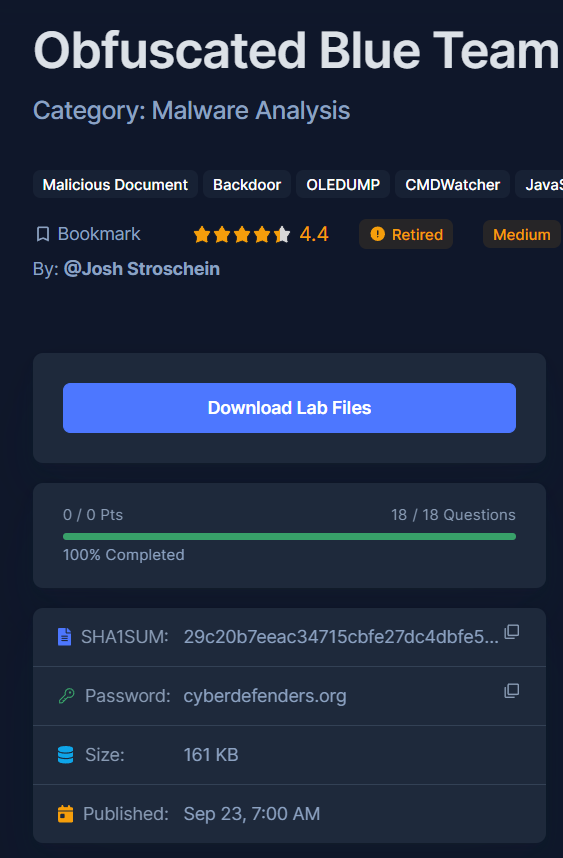 Obfuscated Blue Team
Category: Malware Analysis
Malicious Document Backdoor OLEDUMP CMDWatcher JavaS
Bookmark 4.4 Retired Medium
By: @Josh Stroschein
Download Lab Files
0 / 0 Pts 18 / 18 Questions
100% Completed
SHA1SUM: 29c20b7eeac34715cbfe27dc4dbfe5...
Password: cyberdefenders.org
Size: 161 KB
Published: Sep 23, 7:00 AM